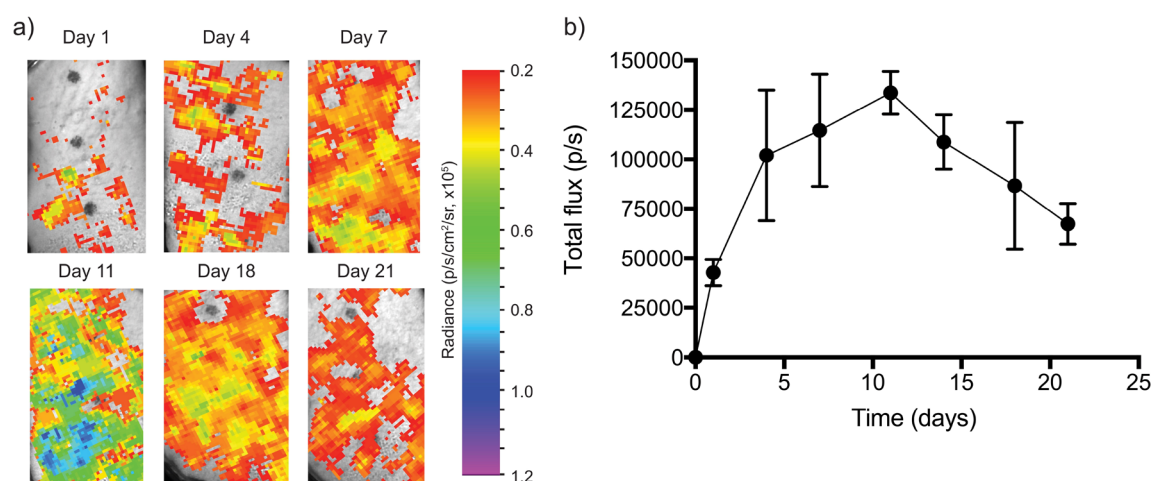 a)
Day 1 Day 4 Day 7
Day 11 Day 18 Day 21
0.2
0.4
0.6
0.8
1.0
1.2
Radiance (p/s/cm²/sr, x10⁵)
b)
150000
125000
100000
75000
50000
25000
0
Total flux (p/s)
0 5 10 15 20 25
Time (days)